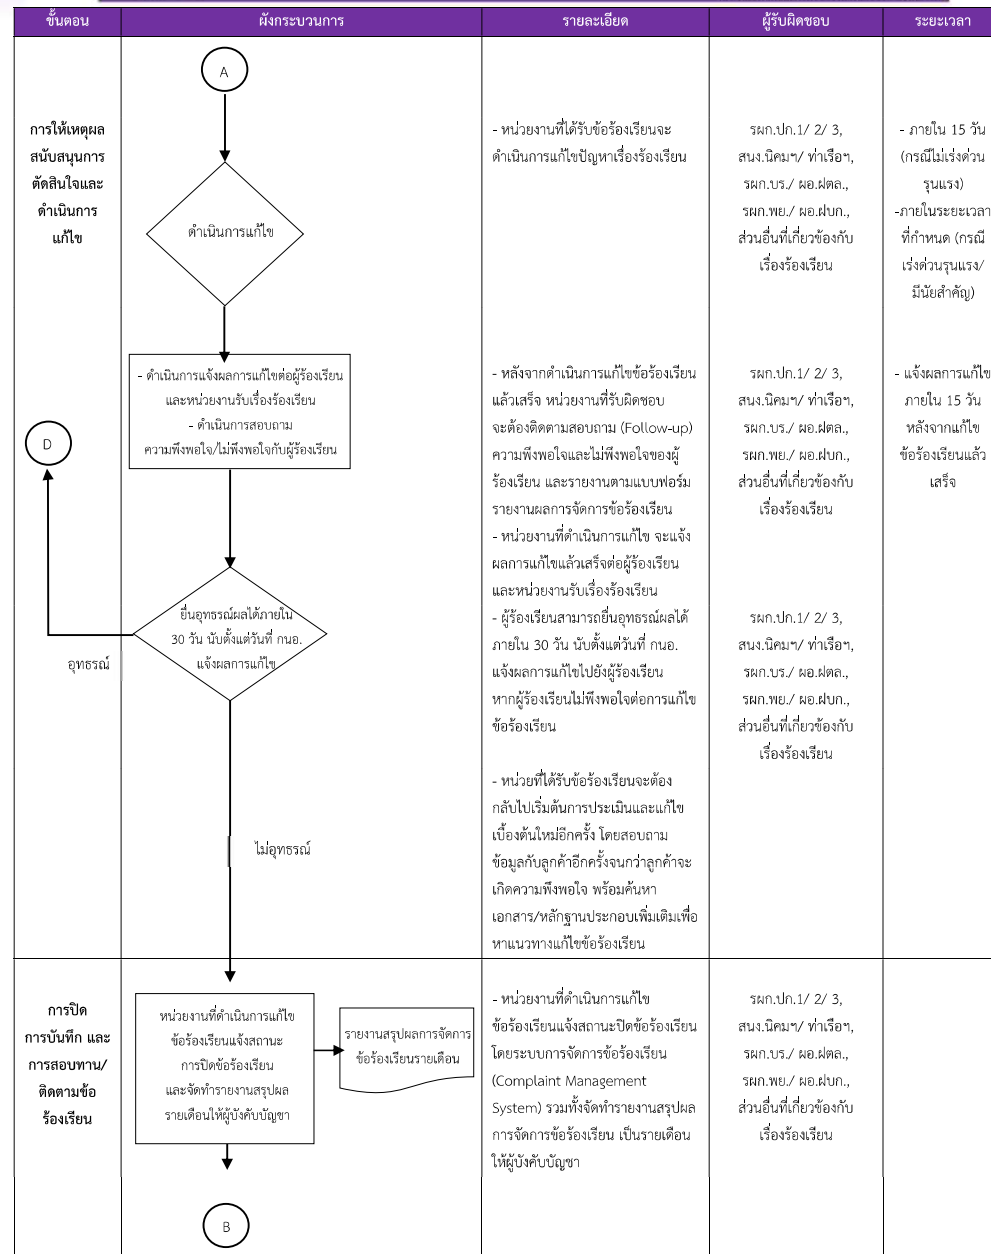 ขั้นตอน
ผังกระบวนการ
รายละเอียด
ผู้รับผิดชอบ
ระยะเวลา
A
การให้เหตุผล
สนับสนุนการ
ตัดสินใจและ
ดำเนินการ
แก้ไข
ดำเนินการแก้ไข
- หน่วยงานที่ได้รับข้อร้องเรียนจะ
ดำเนินการแก้ไขปัญหาเรื่องร้องเรียน
รผก.ปก.1/ 2/ 3,
สนง.นิคมฯ/ ท่าเรือฯ,
รผก.บร./ ผอ.ฝตล.,
รผก.พย./ ผอ.ฝบก.,
ส่วนอื่นที่เกี่ยวข้องกับ
เรื่องร้องเรียน
- ภายใน 15 วัน
(กรณีไม่เร่งด่วน
รุนแรง)
-ภายในระยะเวลา
ที่กำหนด (กรณี
เร่งด่วนรุนแรง/
มีนัยสำคัญ)
- ดำเนินการแจ้งผลการแก้ไขต่อผู้ร้องเรียน
และหน่วยงานรับเรื่องร้องเรียน
- ดำเนินการสอบถาม
ความพึงพอใจ/ไม่พึงพอใจกับผู้ร้องเรียน
D
- หลังจากดำเนินการแก้ไขข้อร้องเรียน
แล้วเสร็จ หน่วยงานที่รับผิดชอบ
จะต้องติดตามสอบถาม (Follow-up)
ความพึงพอใจและไม่พึงพอใจของผู้
ร้องเรียน และรายงานตามแบบฟอร์ม
รายงานผลการจัดการข้อร้องเรียน
- หน่วยงานที่ดำเนินการแก้ไข จะแจ้ง
ผลการแก้ไขแล้วเสร็จต่อผู้ร้องเรียน
และหน่วยงานรับเรื่องร้องเรียน
รผก.ปก.1/ 2/ 3,
สนง.นิคมฯ/ ท่าเรือฯ,
รผก.บร./ ผอ.ฝตล.,
รผก.พย./ ผอ.ฝบก.,
ส่วนอื่นที่เกี่ยวข้องกับ
เรื่องร้องเรียน
- แจ้งผลการแก้ไข
ภายใน 15 วัน
หลังจากแก้ไข
ข้อร้องเรียนแล้ว
เสร็จ
ยื่นอุทธรณ์ผลได้ภายใน
30 วัน นับตั้งแต่วันที่ กนอ.
แจ้งผลการแก้ไข
อุทธรณ์
- ผู้ร้องเรียนสามารถยื่นอุทธรณ์ผลได้
ภายใน 30 วัน นับตั้งแต่วันที่ กนอ.
แจ้งผลการแก้ไขไปยังผู้ร้องเรียน
หากผู้ร้องเรียนไม่พึงพอใจต่อการแก้ไข
ข้อร้องเรียน
รผก.ปก.1/ 2/ 3,
สนง.นิคมฯ/ ท่าเรือฯ,
รผก.บร./ ผอ.ฝตล.,
รผก.พย./ ผอ.ฝบก.,
ส่วนอื่นที่เกี่ยวข้องกับ
เรื่องร้องเรียน
ไม่อุทธรณ์
- หน่วยที่ได้รับข้อร้องเรียนจะต้อง
กลับไปเริ่มต้นการประเมินและแก้ไข
เบื้องต้นใหม่อีกครั้ง โดยสอบถาม
ข้อมูลกับลูกค้าอีกครั้งจนกว่าลูกค้าจะ
เกิดความพึงพอใจ พร้อมค้นหา
เอกสาร/หลักฐานประกอบเพิ่มเติมเพื่อ
หาแนวทางแก้ไขข้อร้องเรียน
การปิด
การบันทึก และ
การสอบทาน/
ติดตามข้อ
ร้องเรียน
หน่วยงานที่ดำเนินการแก้ไข
ข้อร้องเรียนแจ้งสถานะ
การปิดข้อร้องเรียน
และจัดทำรายงานสรุปผล
รายเดือนให้ผู้บังคับบัญชา
รายงานสรุปผลการจัดการ
ข้อร้องเรียนรายเดือน
- หน่วยงานที่ดำเนินการแก้ไข
ข้อร้องเรียนแจ้งสถานะปิดข้อร้องเรียน
โดยระบบการจัดการข้อร้องเรียน
(Complaint Management
System) รวมทั้งจัดทำรายงานสรุปผล
การจัดการข้อร้องเรียน เป็นรายเดือน
ให้ผู้บังคับบัญชา
รผก.ปก.1/ 2/ 3,
สนง.นิคมฯ/ ท่าเรือฯ,
รผก.บร./ ผอ.ฝตล.,
รผก.พย./ ผอ.ฝบก.,
ส่วนอื่นที่เกี่ยวข้องกับ
เรื่องร้องเรียน
B